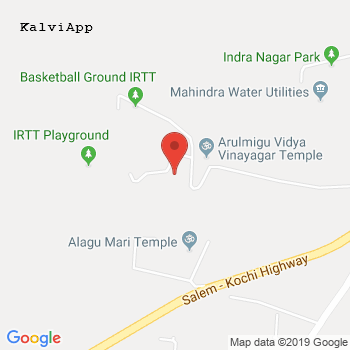 KalviApp
Indra Nagar Park
Basketball Ground IRTT
Mahindra Water Utilities
IRTT Playground
Arulmigu Vidya
Vinayagar Temple
Alagu Mari Temple
Salem - Kochi Highway
Google
Map data ©2019 Google